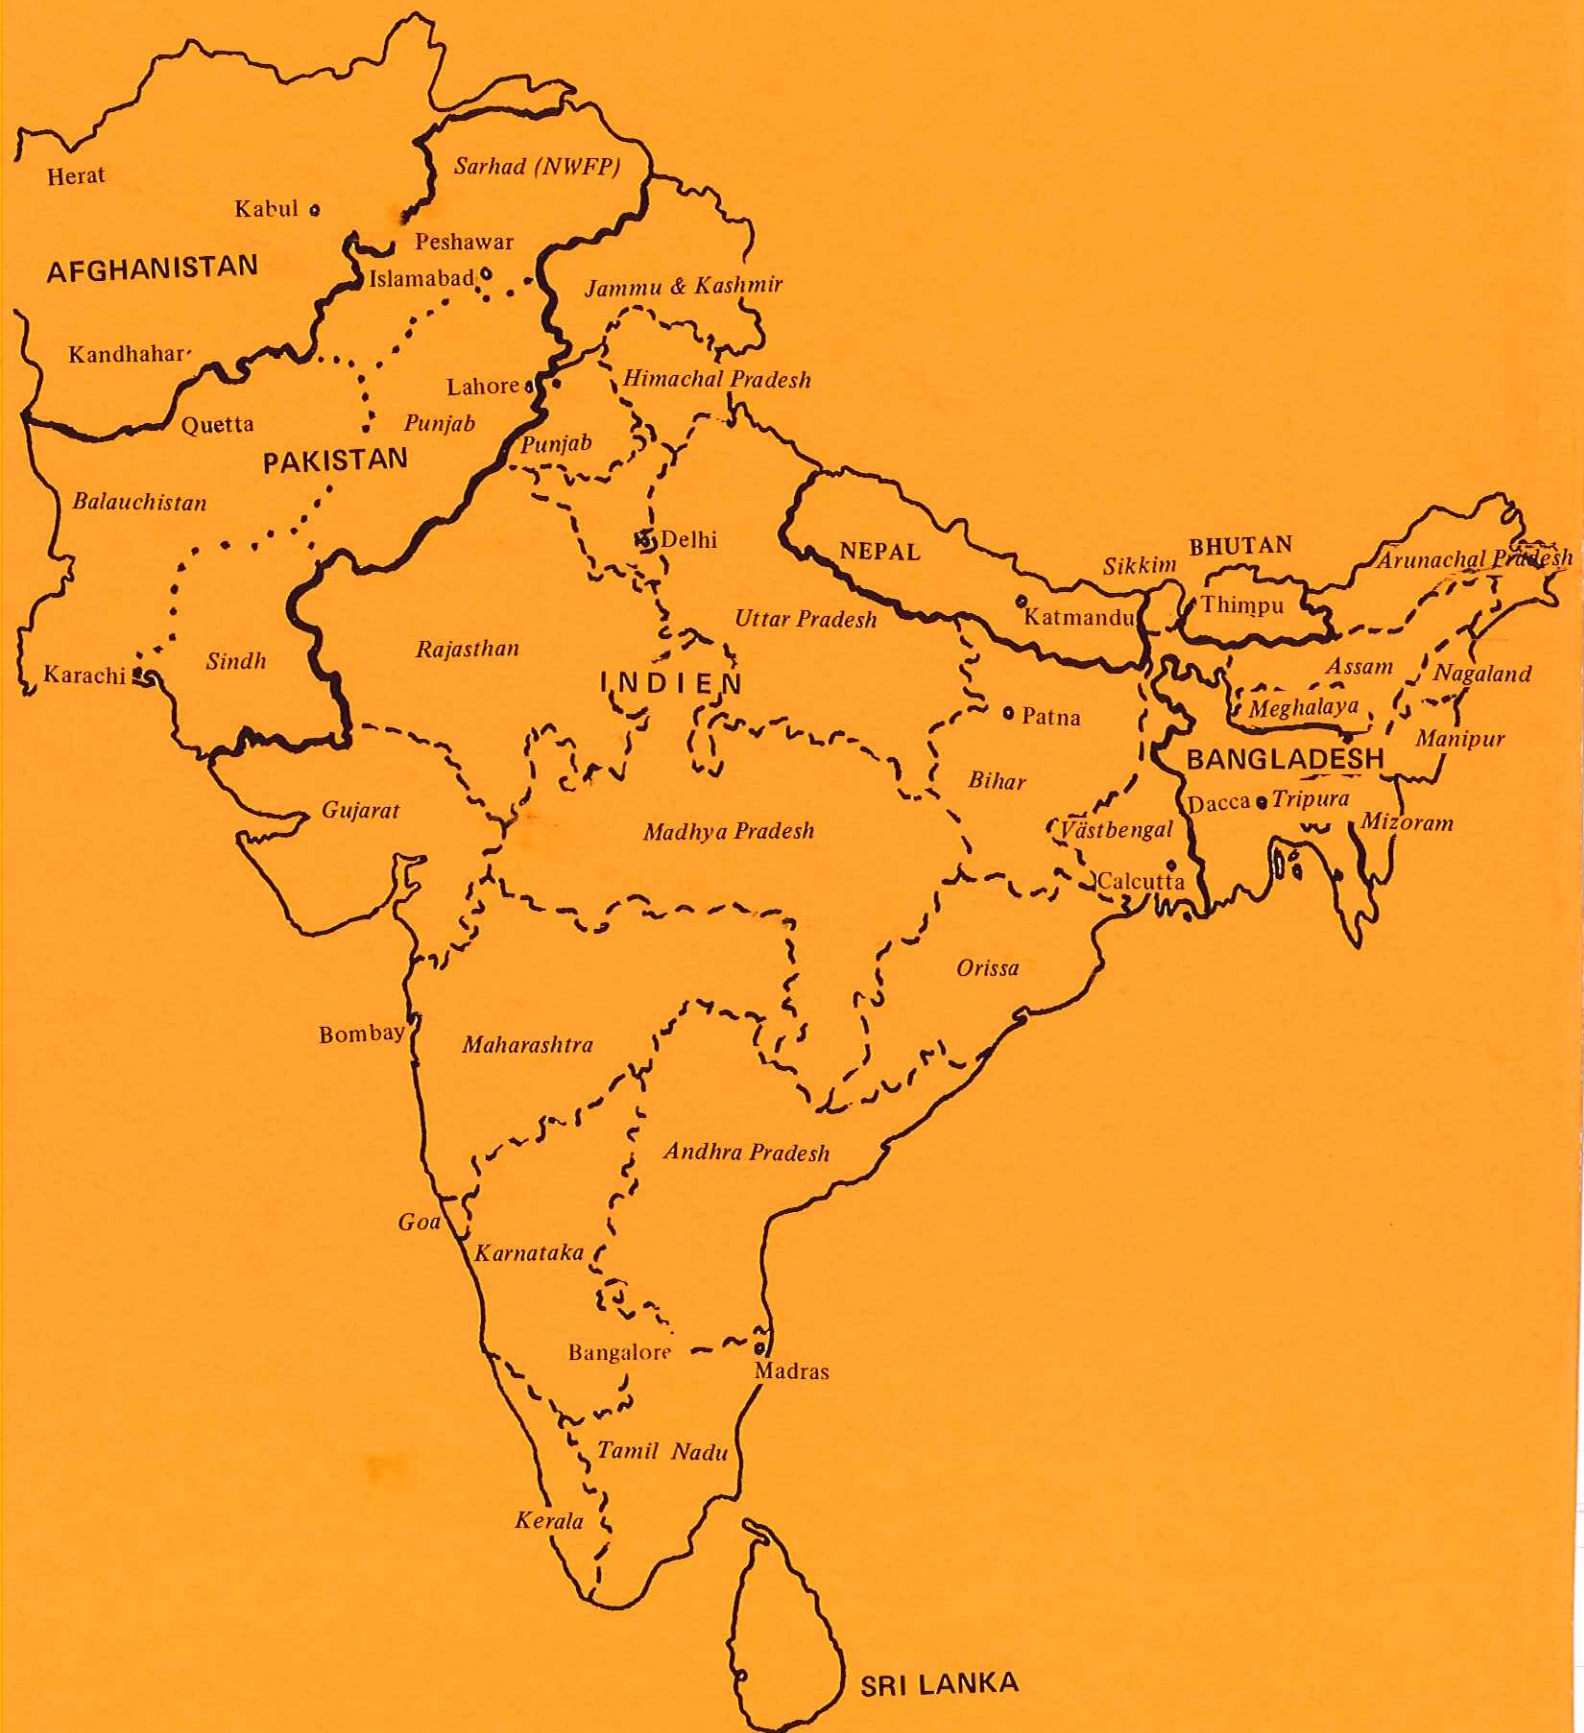 Sarhad (NWFP)
Herat
Kabul
Peshawar
AFGHANISTAN
Islamabad
Jammu & Kashmir
Kandhahar
Lahore
Himachal Pradesh
Quetta
Punjab
Punjab
PAKISTAN
Balauchistan
Delhi
NEPAL
Sikkim
BHUTAN
Arunachal Pradesh
Katmandu
Thimpu
Uttar Pradesh
Rajasthan
Sindh
Karachi
INDIEN
Assam
Nagaland
Meghalaya
Patna
Manipur
BANGLADESH
Bihar
Dacca
Tripura
Gujarat
Mizoram
Madhya Pradesh
Västbengal
Calcutta
Orissa
Bombay
Maharashtra
Andhra Pradesh
Goa
Karnataka
Bangalore
Madras
Tamil Nadu
Kerala
SRI LANKA